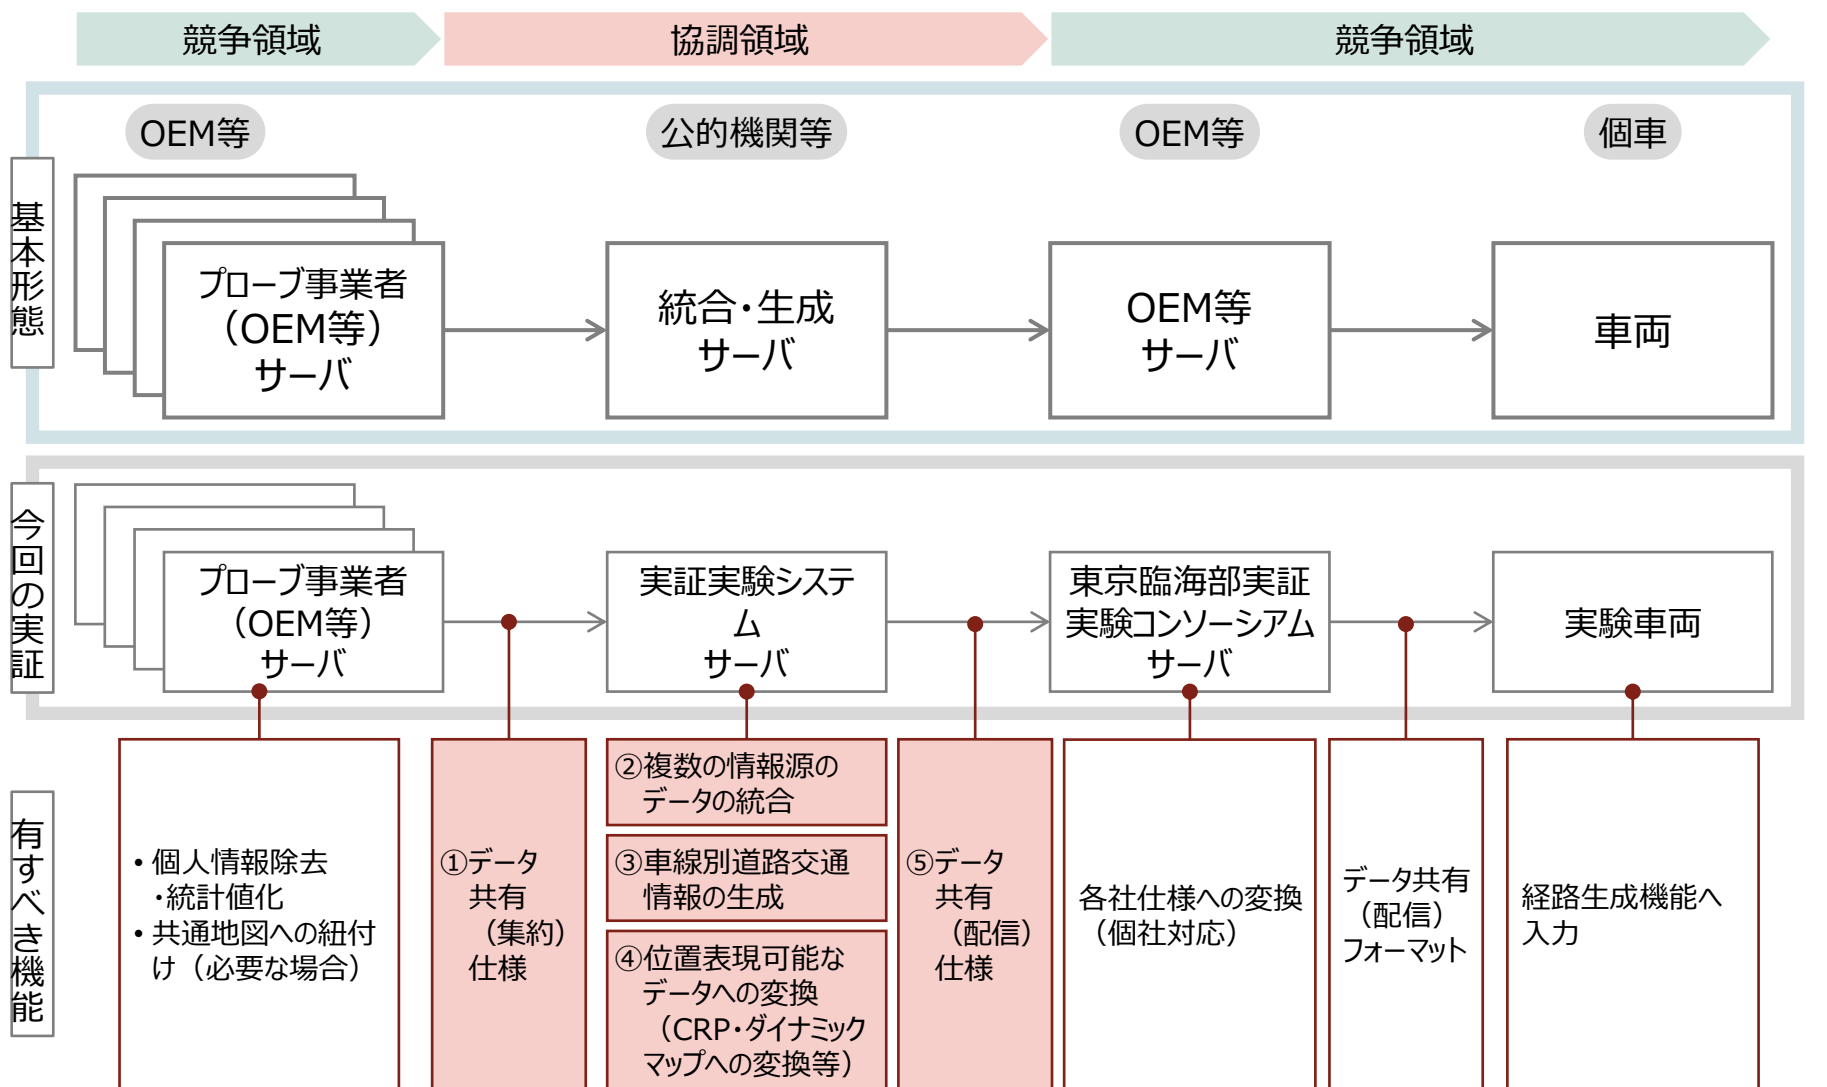 競争領域
協調領域
競争領域
OEM等
公的機関等
OEM等
個車
基本形態
プローブ事業者
（OEM等）
サーバ
統合・生成
サーバ
OEM等
サーバ
車両
今回の実証
プローブ事業者
（OEM等）
サーバ
実証実験システ
ム
サーバ
東京臨海部実証
実験コンソーシアム
サーバ
実験車両
有すべき機能
• 個人情報除去
・統計値化
• 共通地図への紐付
け（必要な場合）
①データ
共有
（集約）
仕様
②複数の情報源の
データの統合
③車線別道路交通
情報の生成
④位置表現可能な
データへの変換
（CRP・ダイナミック
マップへの変換等）
⑤データ
共有
（配信）
仕様
各社仕様への変換
（個社対応）
データ共有
（配信）
フォーマット
経路生成機能へ
入力